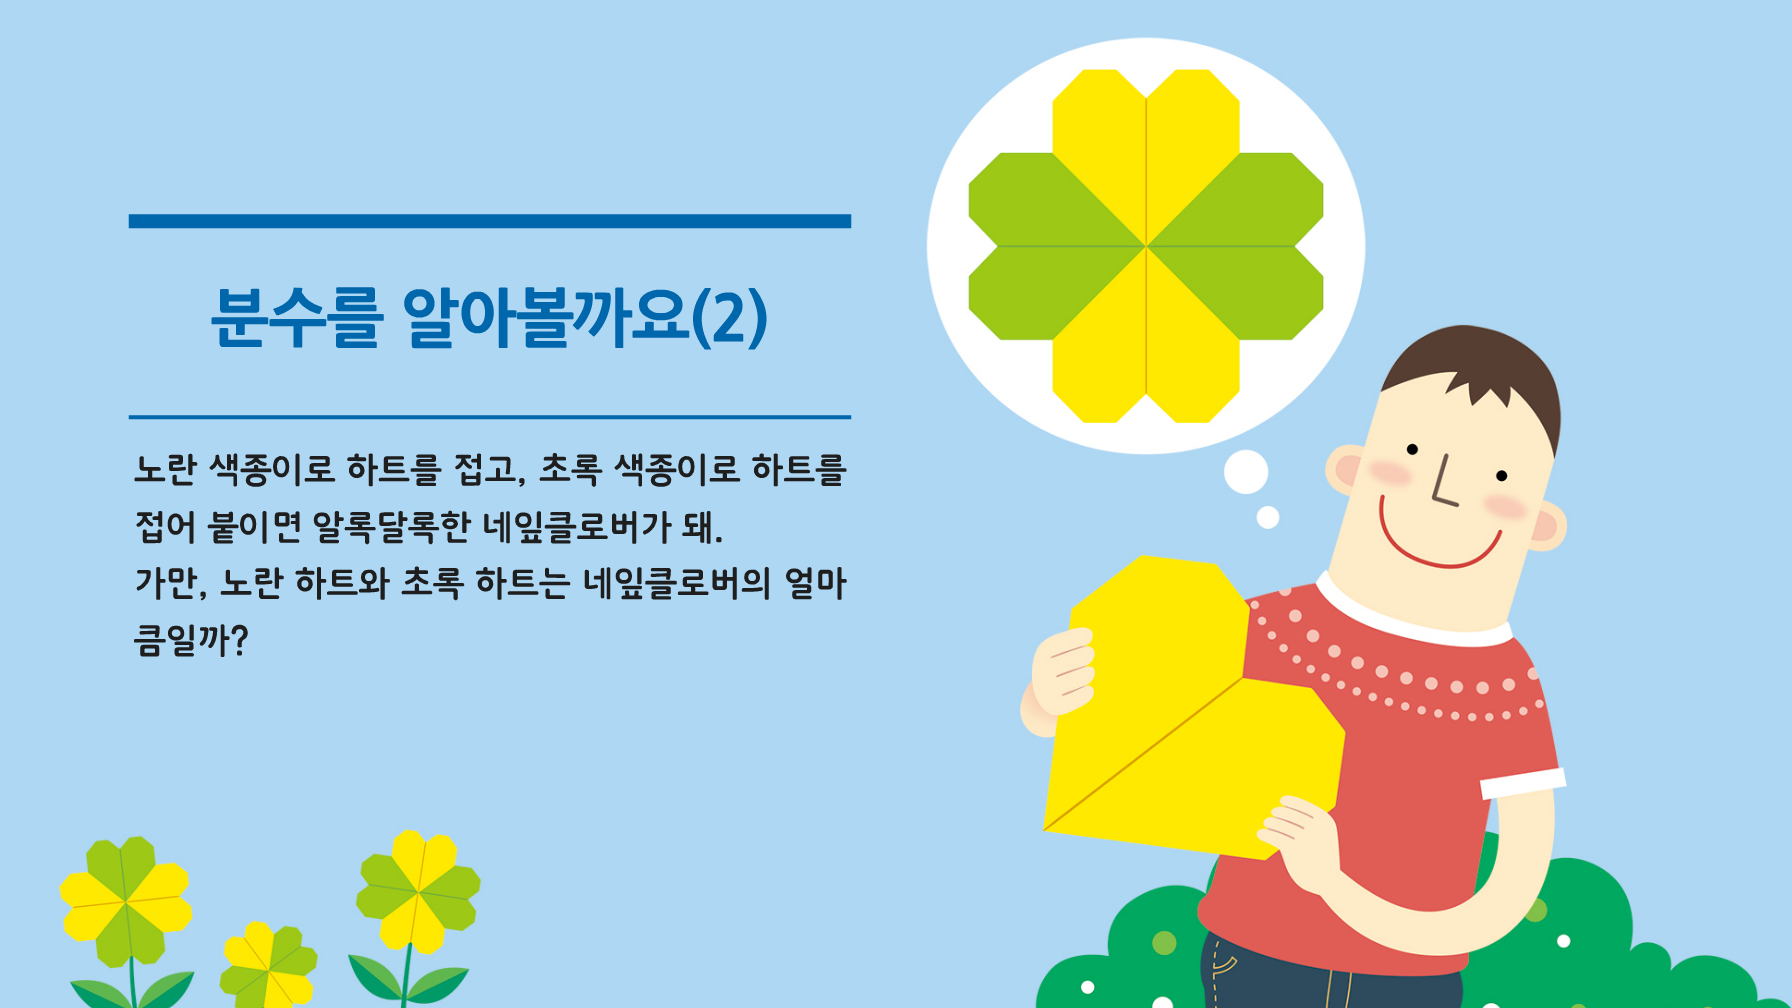 분수를 알아볼까요(2)
노란 색종이로 하트를 접고, 초록 색종이로 하트를
접어 붙이면 알록달록한 네잎클로버가 돼.
가만, 노란 하트와 초록 하트는 네잎클로버의 얼마
큼일까?